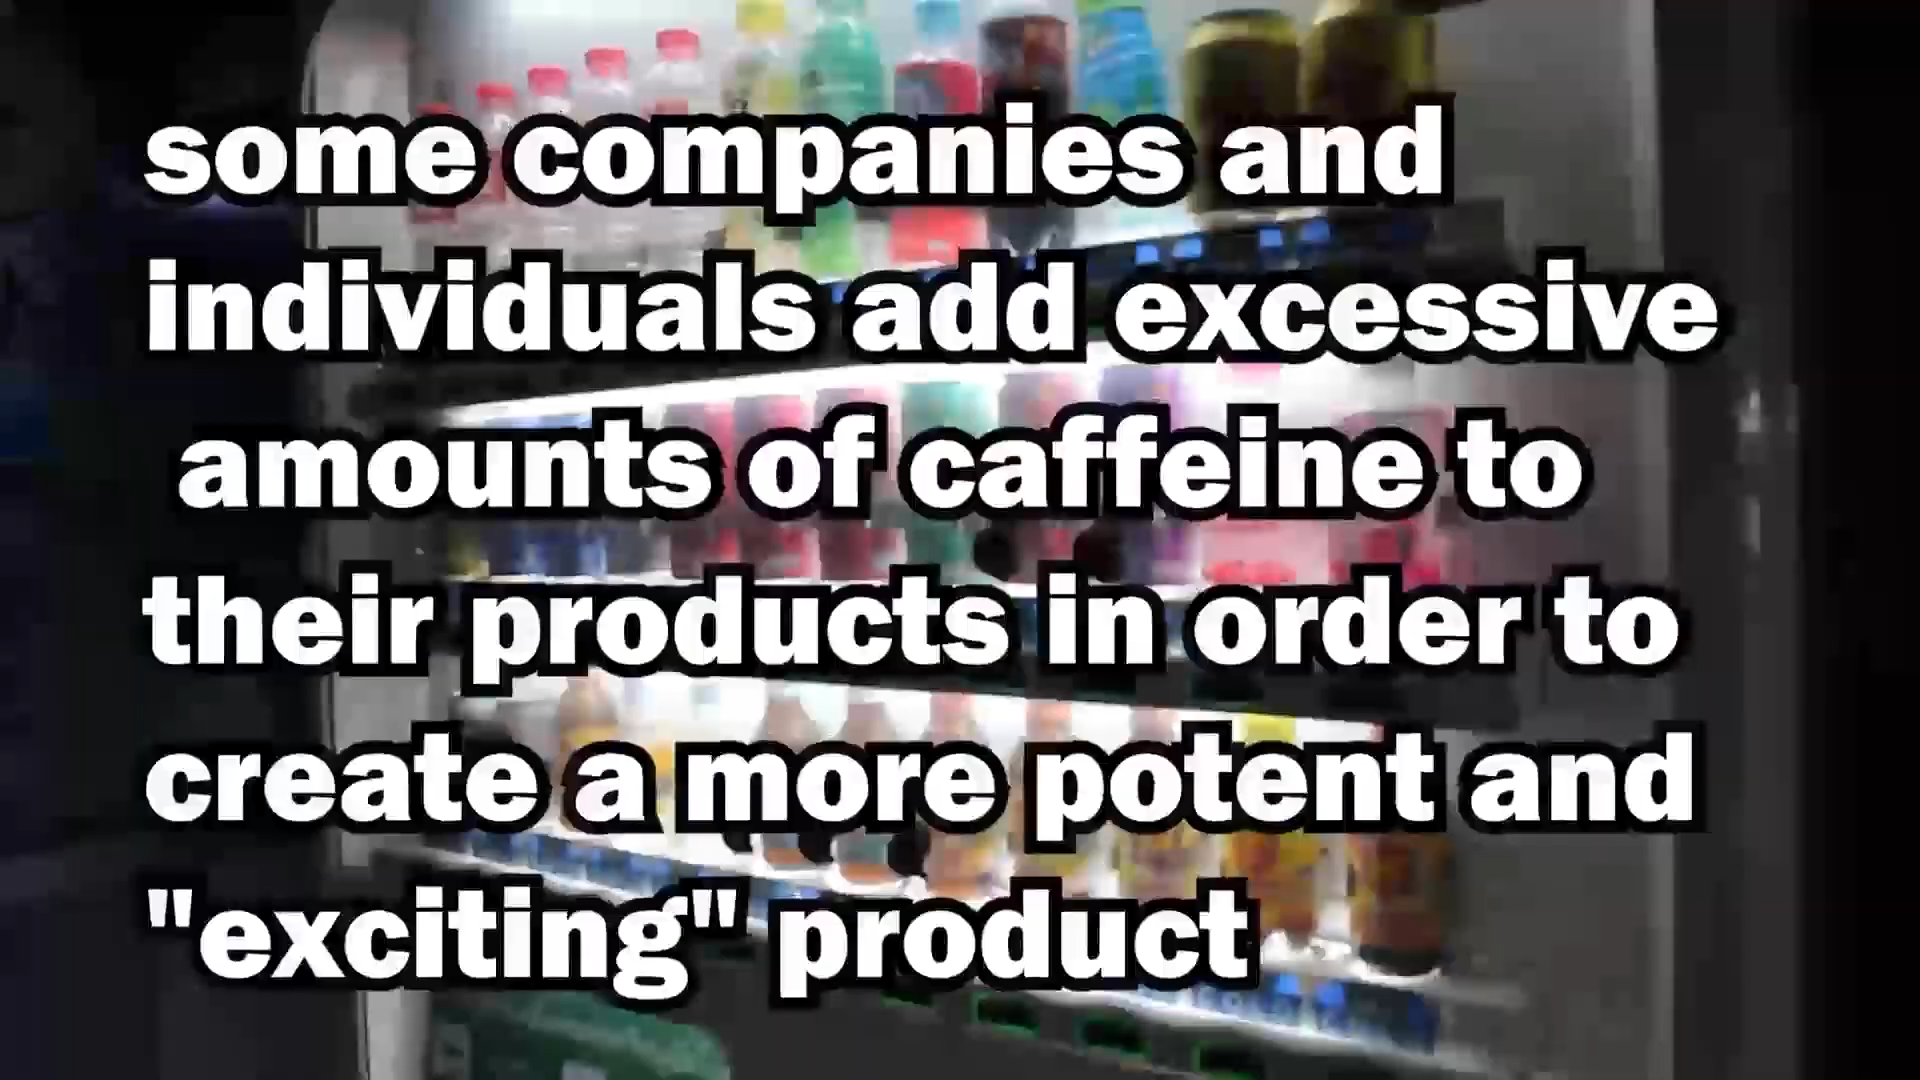 some companies and
individuals add excessive
amounts of caffeine to
their products in order to
create a more potent and
"exciting" product